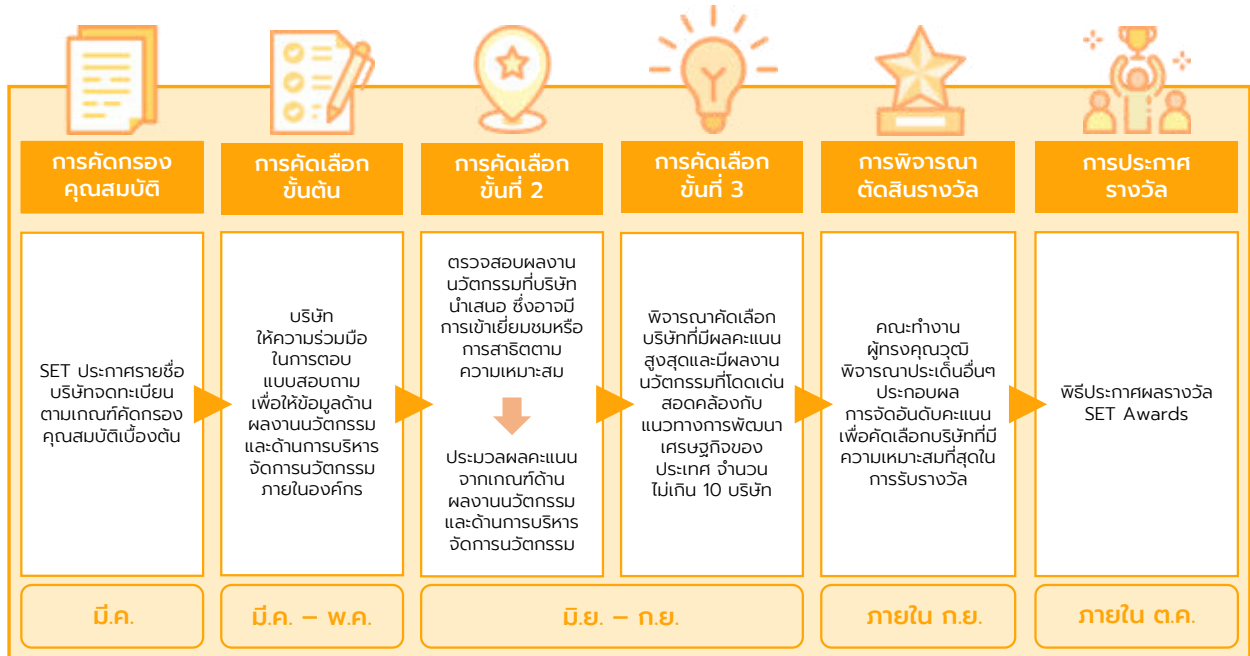 การคัดกรอง
คุณสมบัติ
การคัดเลือก
ขั้นต้น
การคัดเลือก
ขั้นที่ 2
การคัดเลือก
ขั้นที่ 3
การพิจารณา
ตัดสินรางวัล
การประกาศ
รางวัล
SET ประกาศรายชื่อ
บริษัทจดทะเบียน
ตามเกณฑ์คัดกรอง
คุณสมบัติเบื้องต้น
บริษัท
ให้ความร่วมมือ
ในการตอบ
แบบสอบถาม
เพื่อให้ข้อมูลด้าน
ผลงานนวัตกรรม
และด้านการบริหาร
จัดการนวัตกรรม
ภายในองค์กร
ตรวจสอบผลงาน
นวัตกรรมที่บริษัท
นำเสนอ ซึ่งอาจมี
การเข้าเยี่ยมชมหรือ
การสาธิตตาม
ความเหมาะสม
ประมวลผลคะแนน
จากเกณฑ์ด้าน
ผลงานนวัตกรรม
และด้านการบริหาร
จัดการนวัตกรรม
พิจารณาคัดเลือก
บริษัทที่มีผลคะแนน
สูงสุดและมีผลงาน
นวัตกรรมที่โดดเด่น
สอดคล้องกับ
แนวทางการพัฒนา
เศรษฐกิจของ
ประเทศ จำนวน
ไม่เกิน 10 บริษัท
คณะทำงาน
ผู้ทรงคุณวุฒิ
พิจารณาประเด็นอื่นๆ
ประกอบผล
การจัดอันดับคะแนน
เพื่อคัดเลือกบริษัทที่มี
ความเหมาะสมที่สุดใน
การรับรางวัล
พิธีประกาศผลรางวัล
SET Awards
มี.ค.
มี.ค. – พ.ค.
มิ.ย. – ก.ย.
ภายใน ก.ย.
ภายใน ต.ค.